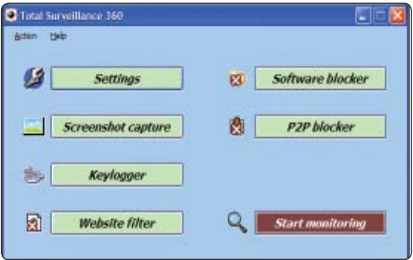 Total Surveillance 360
Action Help
Settings
Software blocker
Screenshot capture
P2P blocker
Keylogger
Website filter
Start monitoring